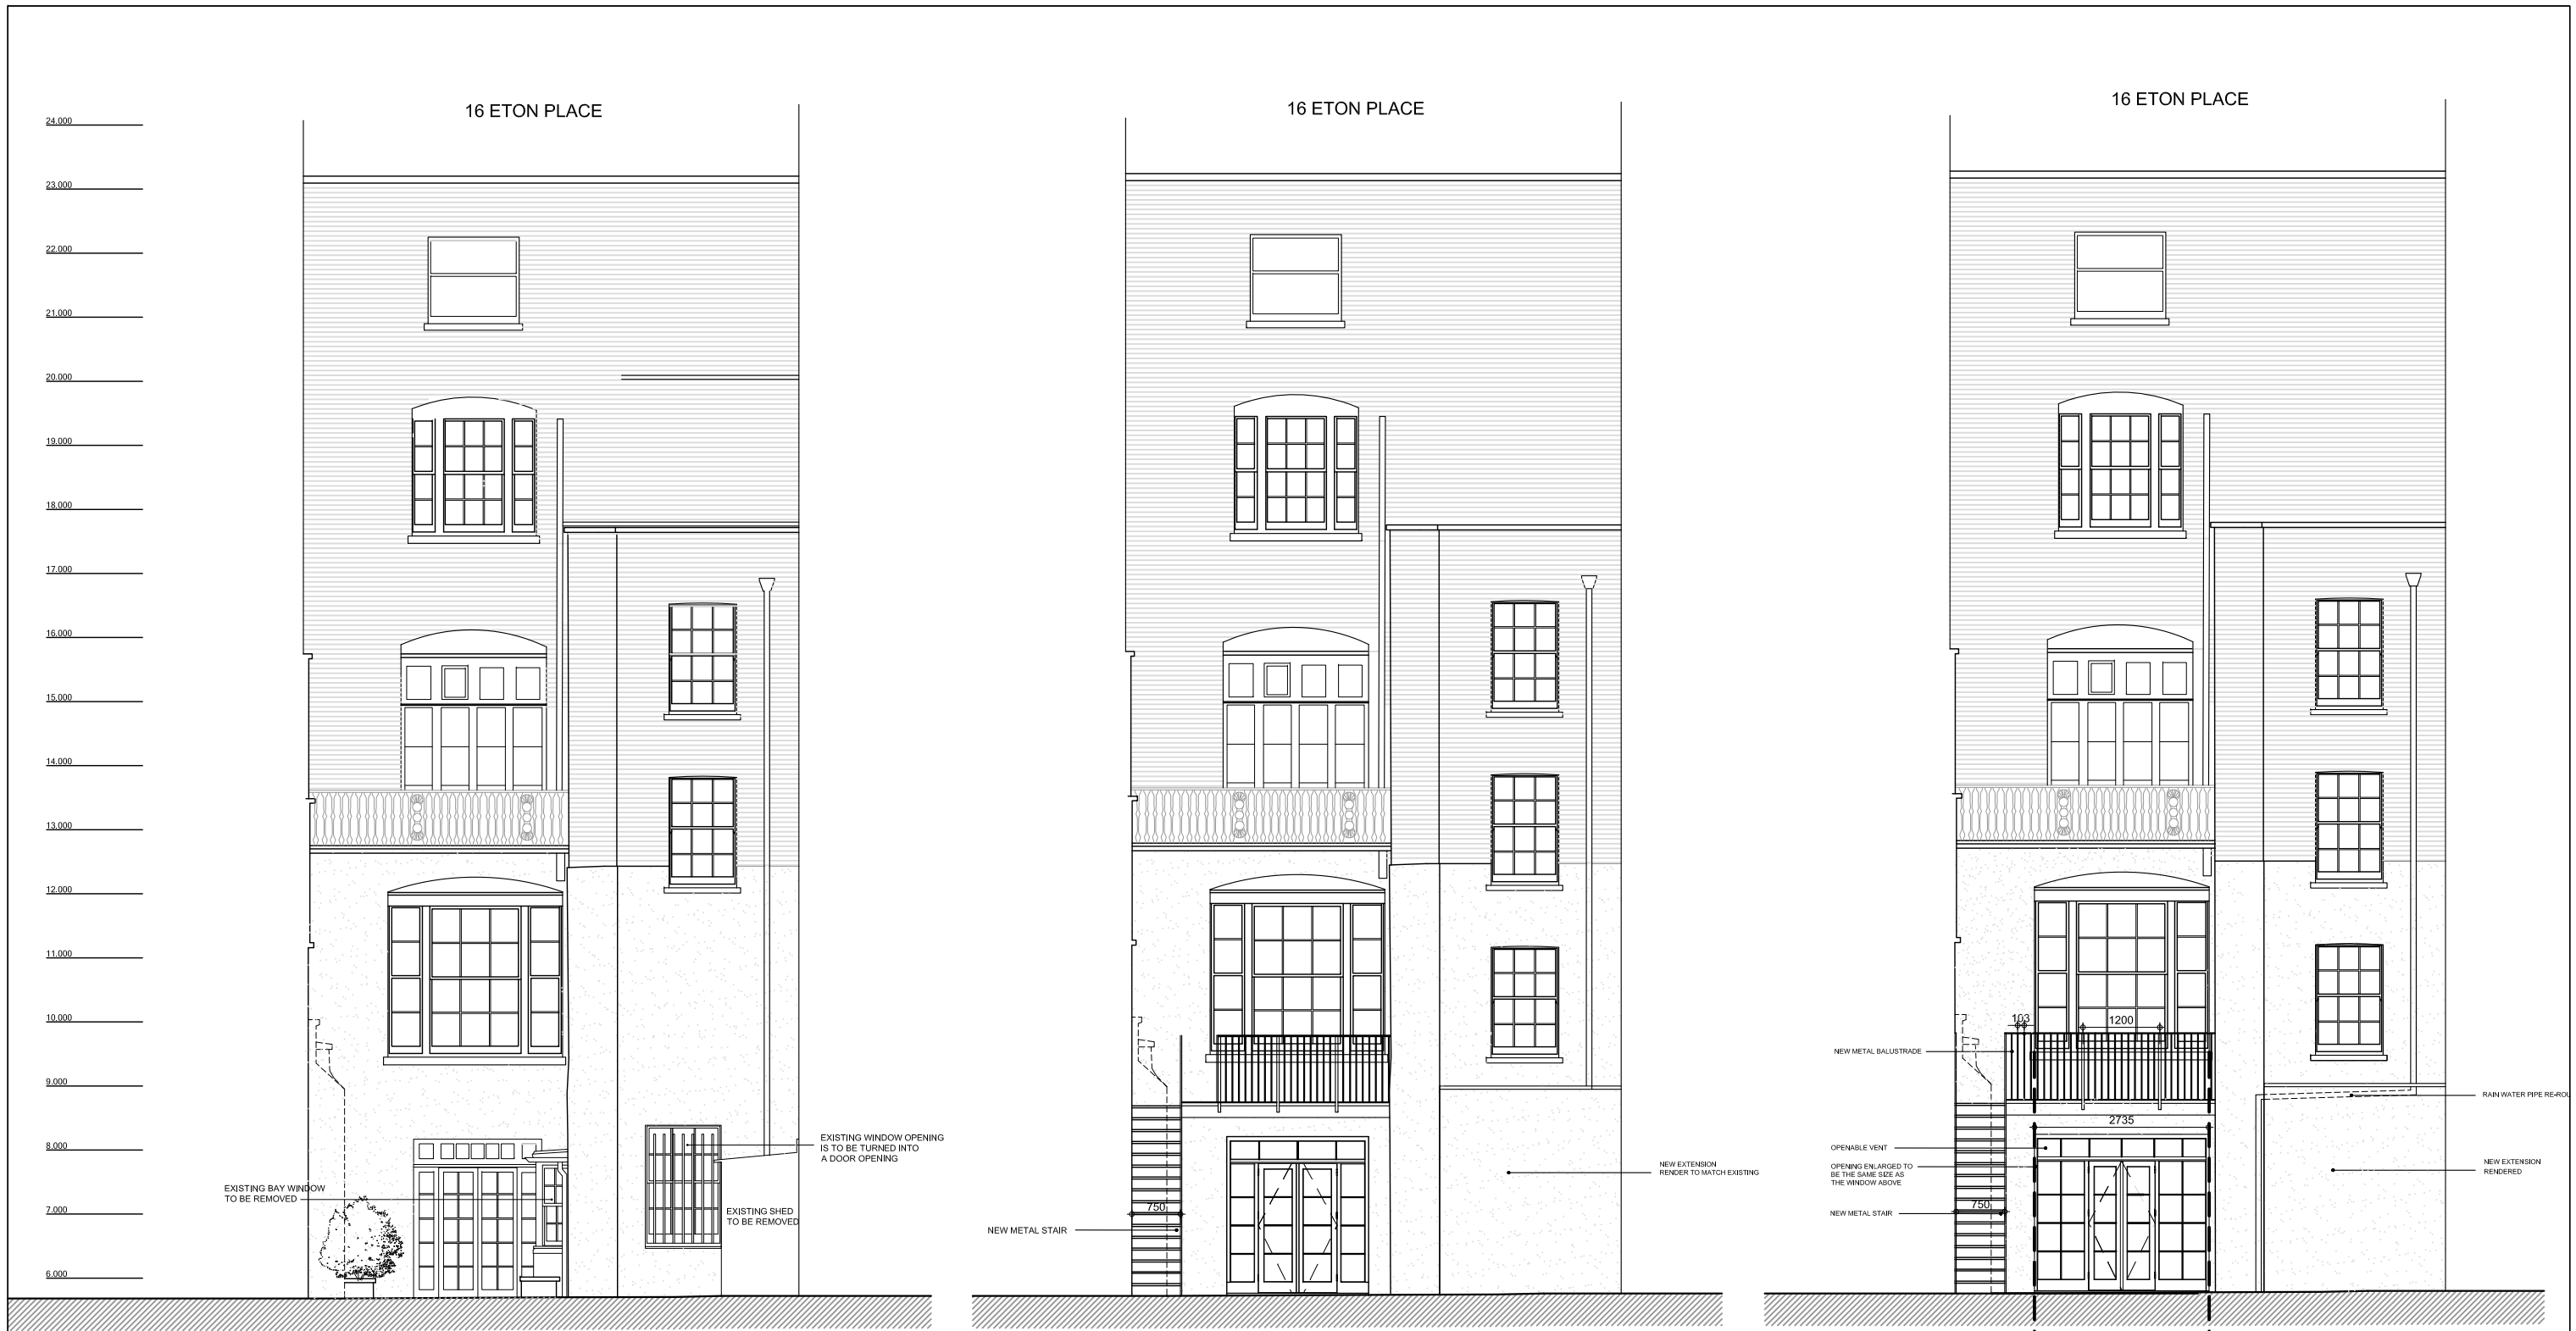 16 ETON PLACE
16 ETON PLACE
16 ETON PLACE
24.000
23.000
22.000
21.000
20.000
19.000
18.000
17.000
16.000
15.000
14.000
13.000
12.000
11.000
10.000
9.000
8.000
7.000
6.000
EXISTING BAY WINDOW
TO BE REMOVED
EXISTING WINDOW OPENING
IS TO BE TURNED INTO
A DOOR OPENING
EXISTING SHED
TO BE REMOVED
750
NEW METAL STAIR
NEW EXTENSION
RENDER TO MATCH EXISTING
103
1200
NEW METAL BALUSTRADE
2735
OPENABLE VENT
OPENING ENLARGED TO
BE THE SAME SIZE AS
THE WINDOW ABOVE
750
NEW METAL STAIR
RAIN WATER PIPE RE-ROU
NEW EXTENSION
RENDERED